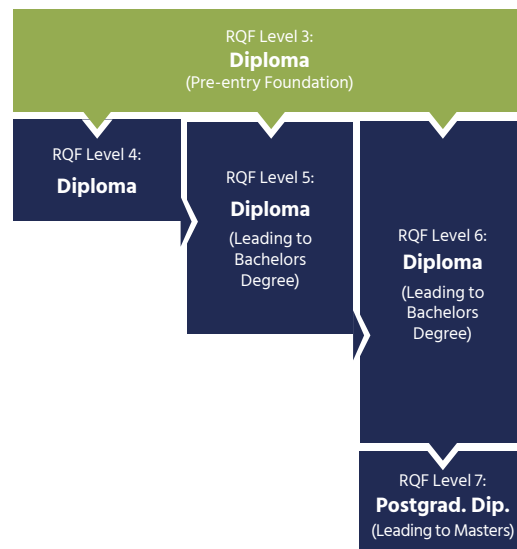 RQF Level 3:
Diploma
(Pre-entry Foundation)
RQF Level 4:
Diploma
RQF Level 5:
Diploma
(Leading to
Bachelors
Degree)
RQF Level 6:
Diploma
(Leading to
Bachelors
Degree)
RQF Level 7:
Postgrad. Dip.
(Leading to Masters)